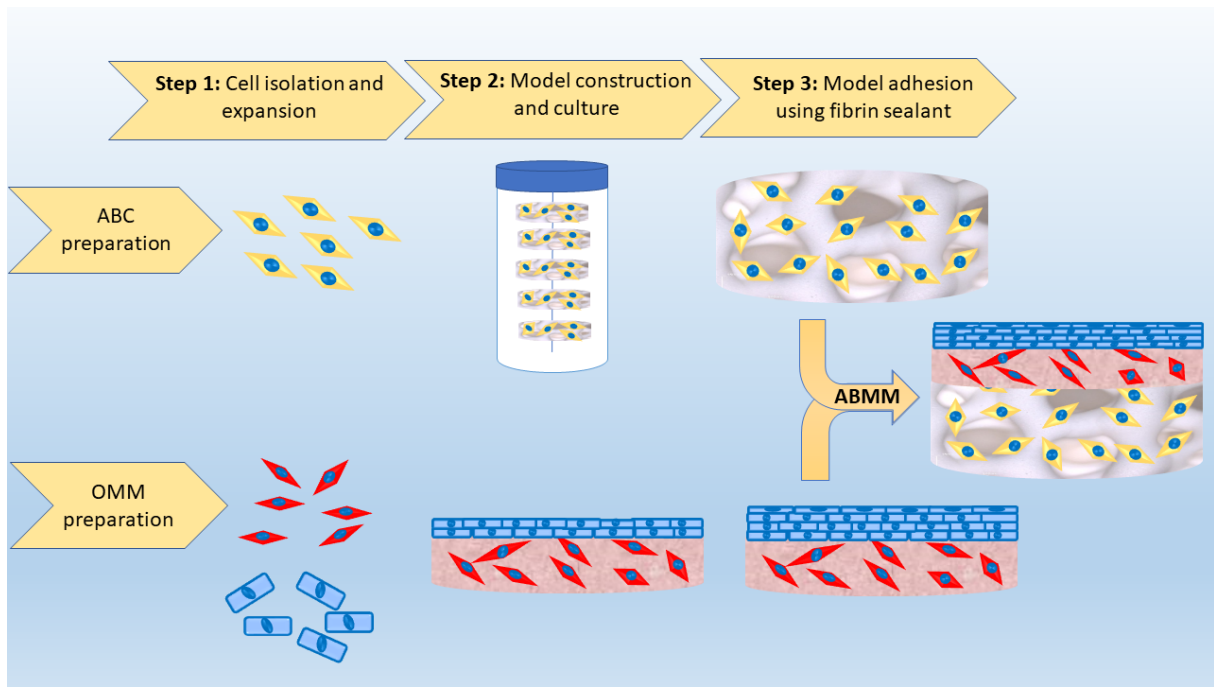 Step 1: Cell isolation and
expansion
Step 2: Model construction
and culture
Step 3: Model adhesion
using fibrin sealant
ABC
preparation
ABMM
OMM
preparation